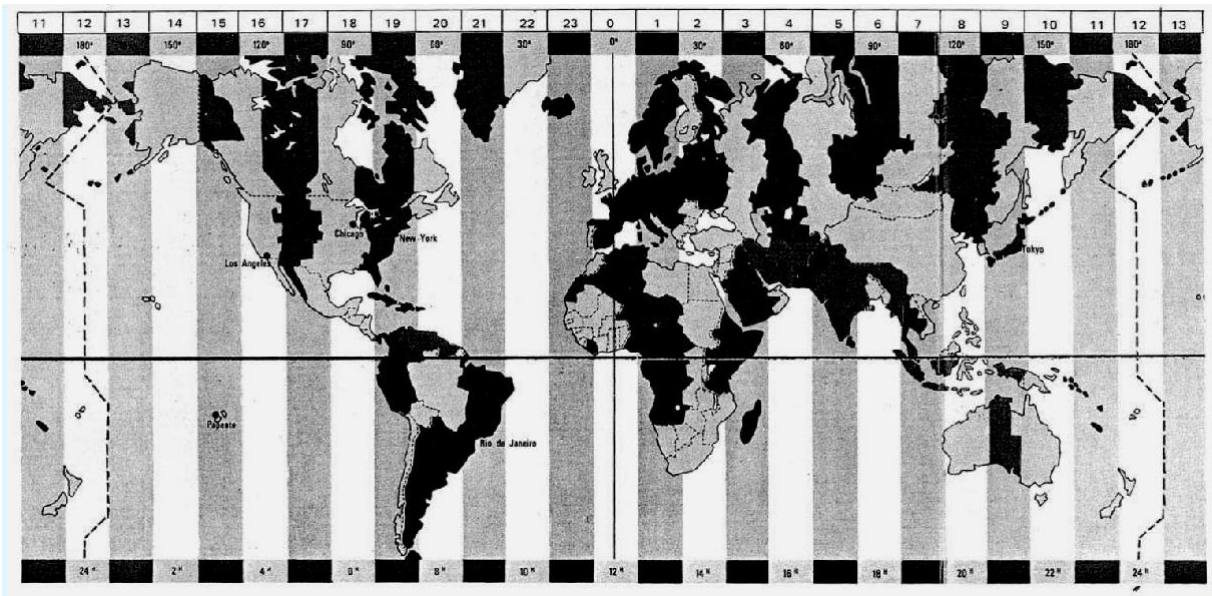 11 12 13 14 15 16 17 18 19 20 21 22 23 0 1 2 3 4 5 6 7 8 9 10 11 12 13
180° 150° 120° 90° 60° 30° 0° 30° 60° 90° 120° 150° 180°
Chicago
New-York
Tokyo
Los Angeles
Papeete
Rio de Janeiro
24 H 2 H 4 H 6 H 8 H 10 H 12 H 14 H 16 H 18 H 20 H 22 H 24 H